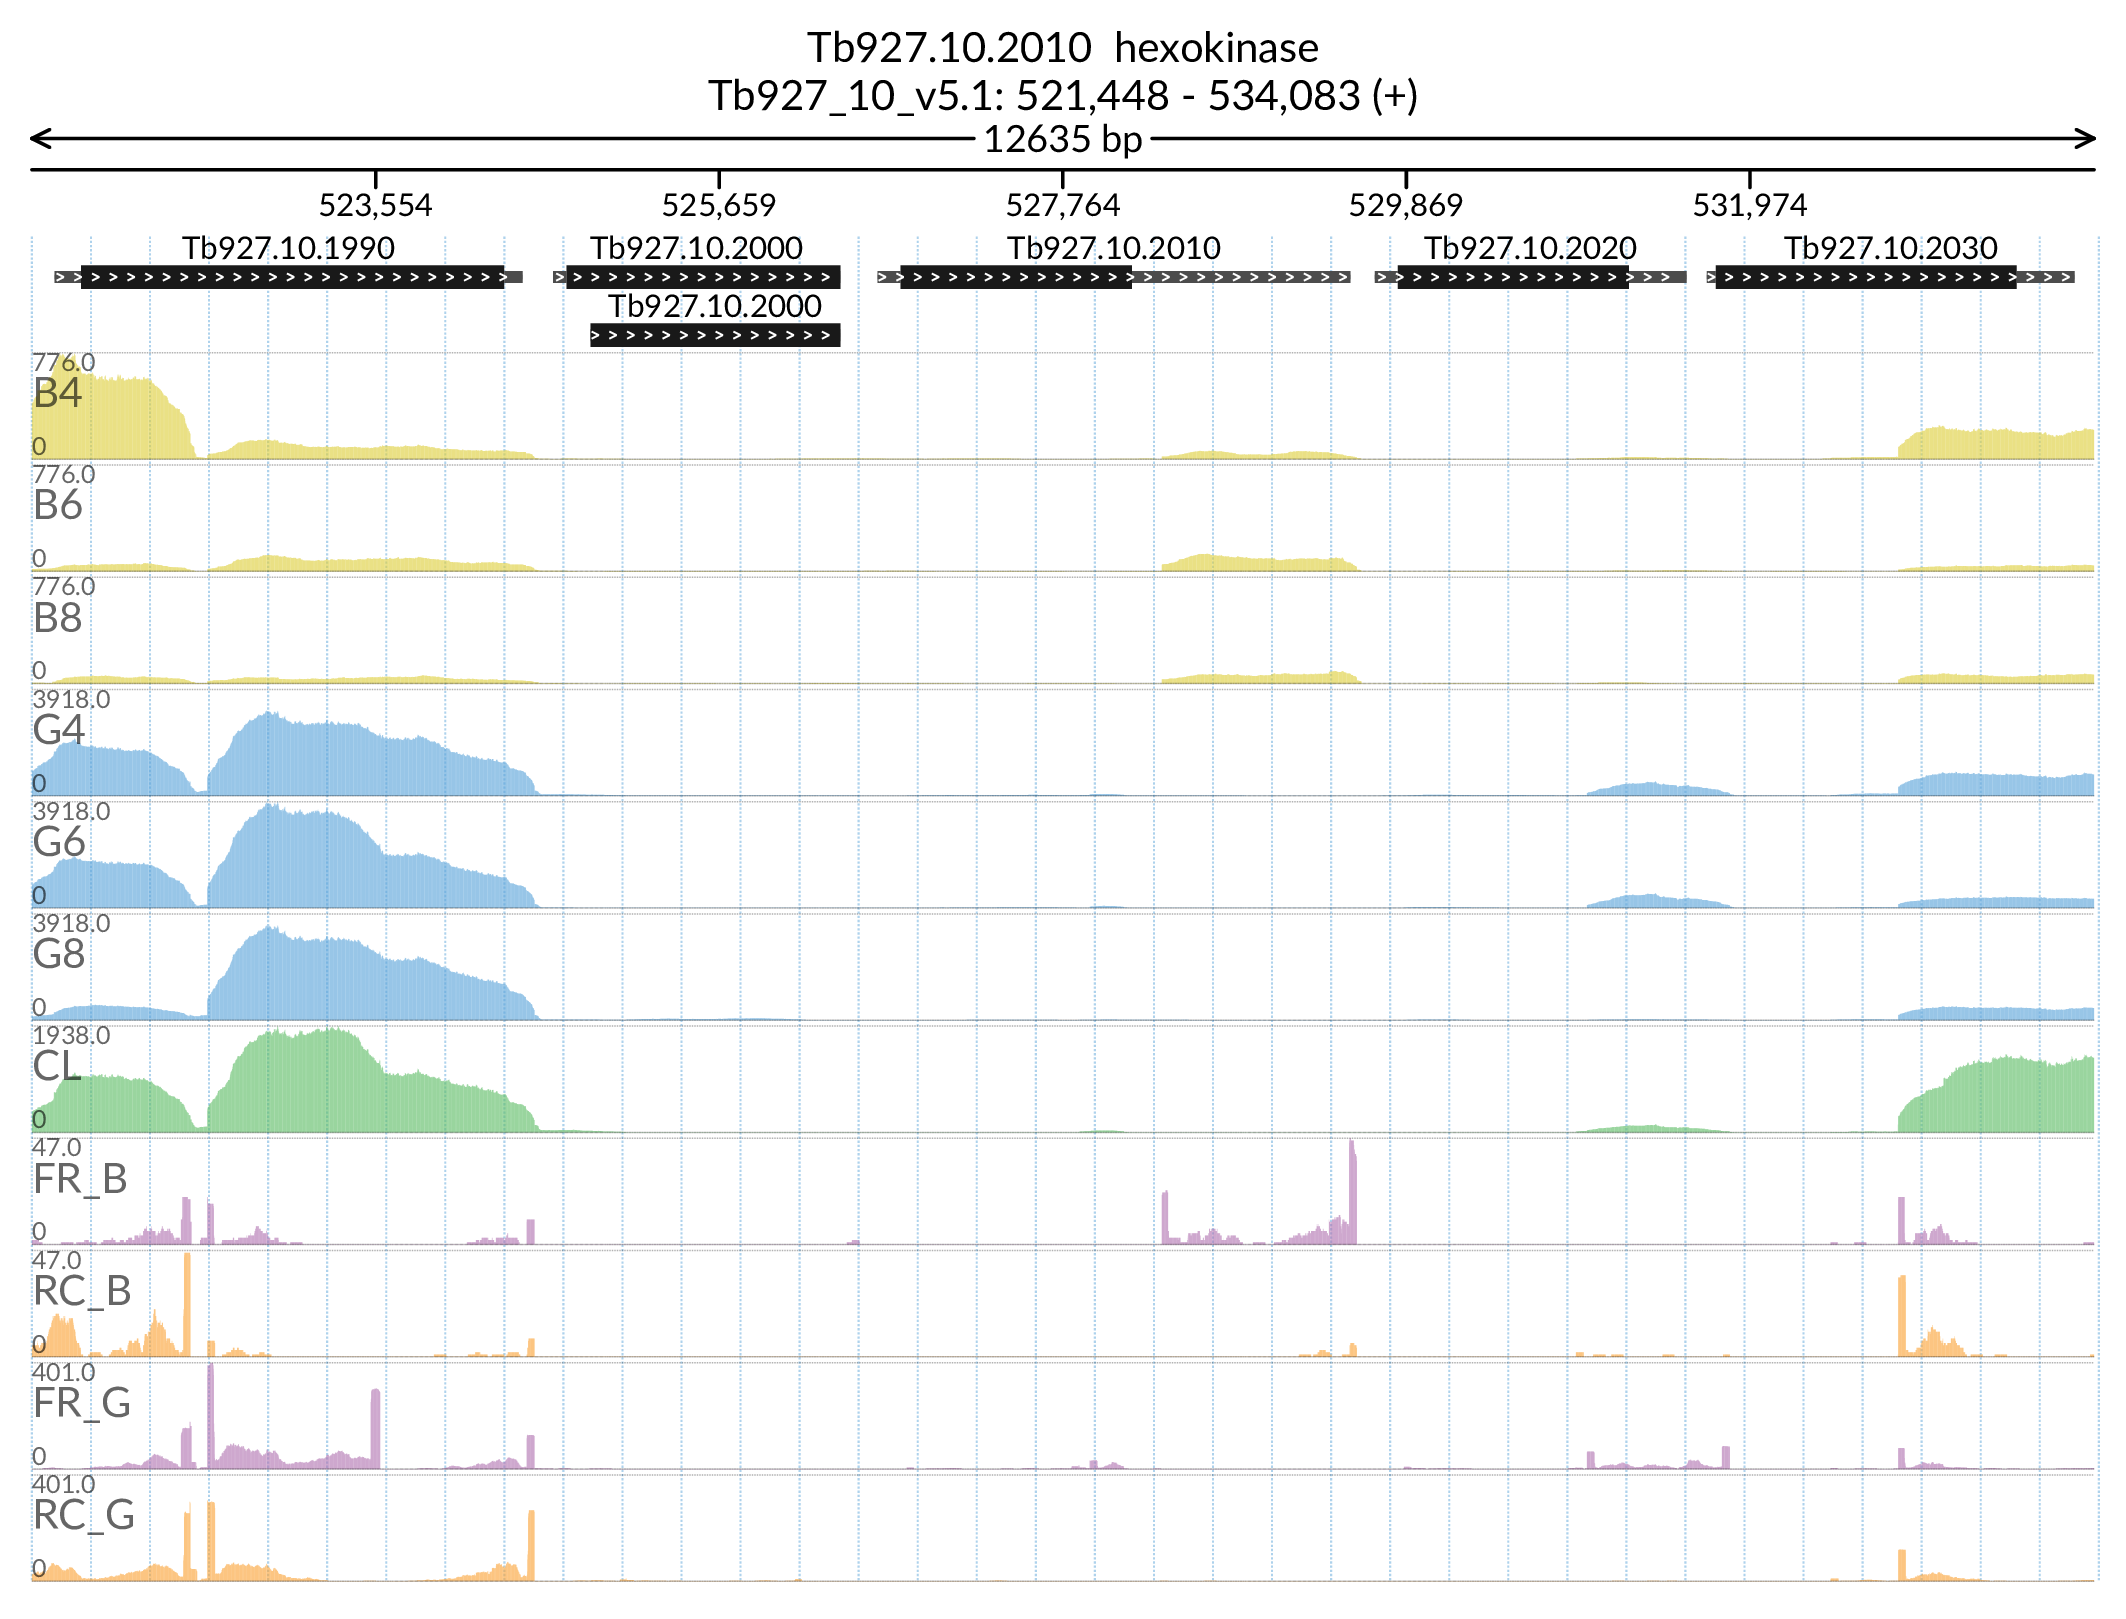 Tb927.10.2010 hexokinase
Tb927_10_v5.1: 521,448 - 534,083 (+)
12635 bp
523,554 525,659 527,764 529,869 531,974
Tb927.10.1990 Tb927.10.2000 Tb927.10.2010 Tb927.10.2020 Tb927.10.2030
Tb927.10.2000
776.0
B4
0
776.0
B6
0
776.0
B8
0
3918.0
G4
0
3918.0
G6
0
3918.0
G8
0
1938.0
CL
0
47.0
FR_B
0
47.0
RC_B
0
401.0
FR_G
0
401.0
RC_G
0